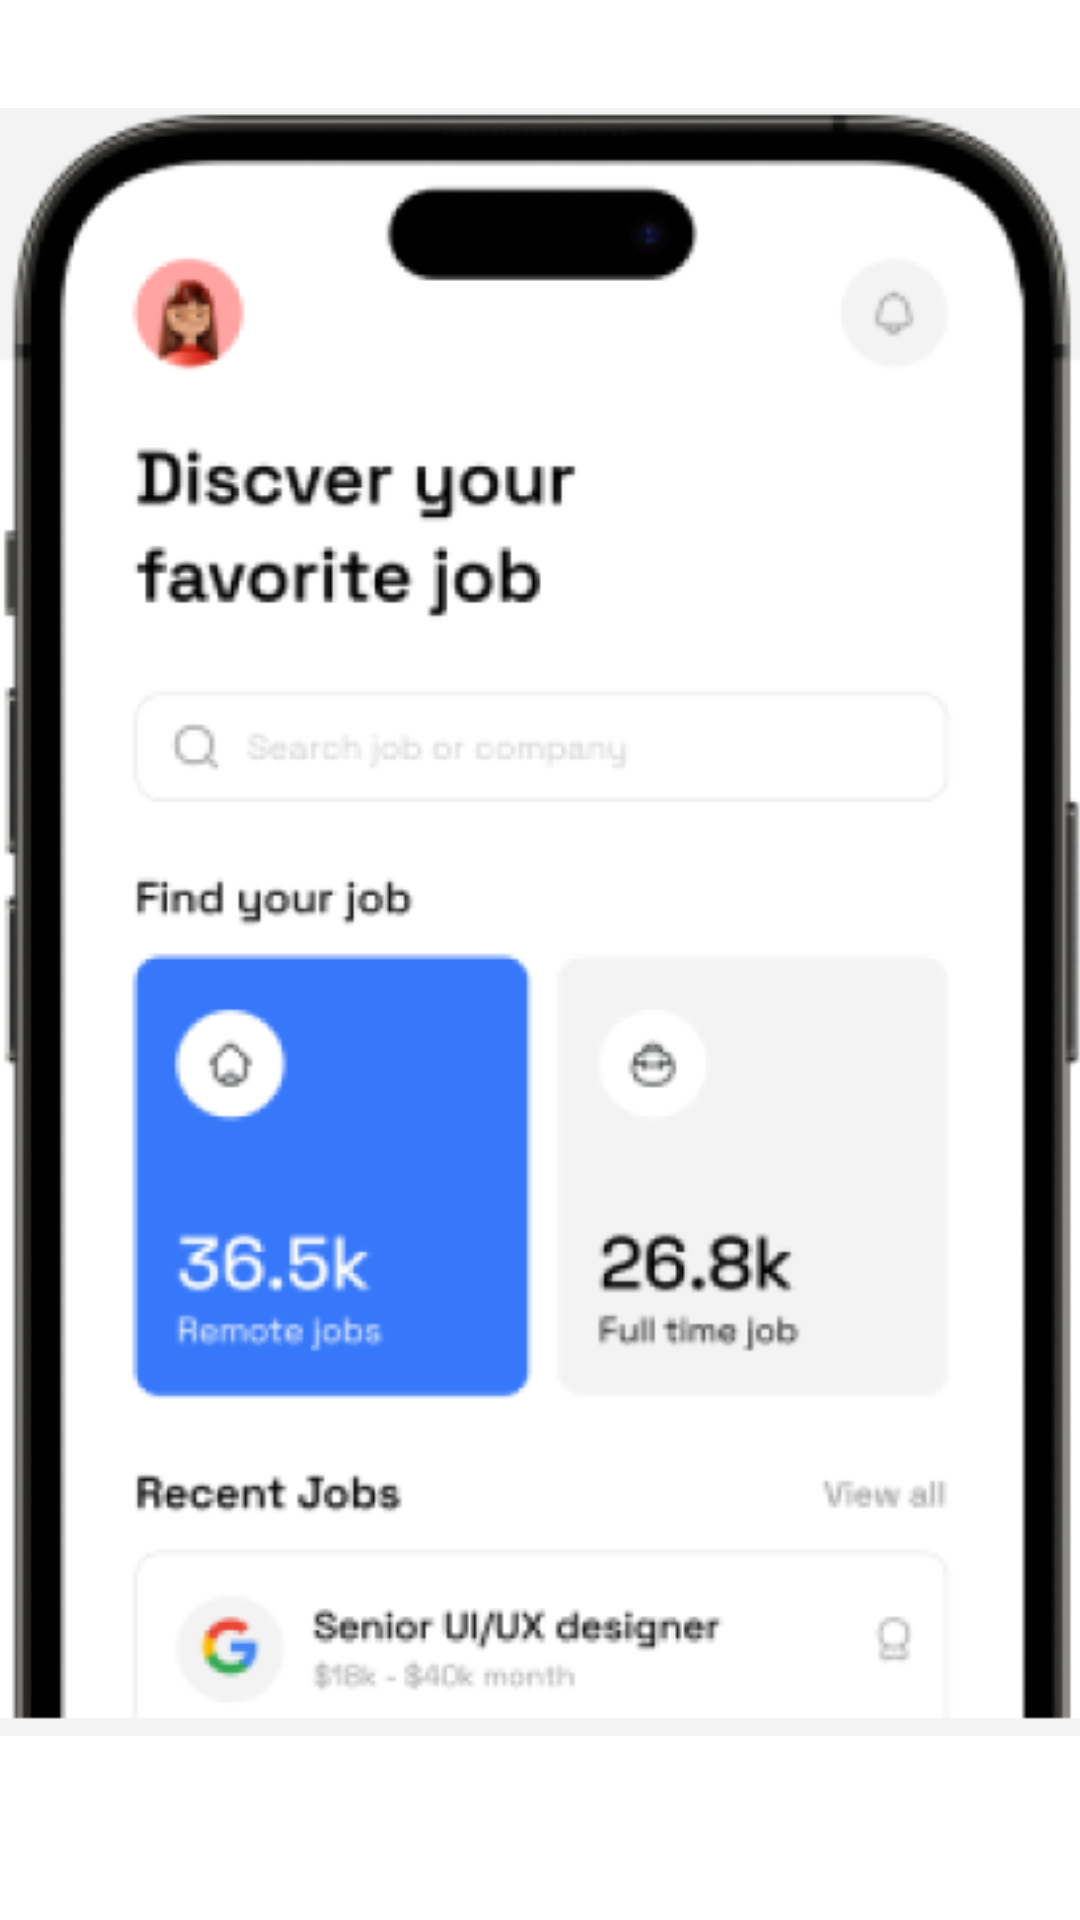 Discver your
favorite job
Search job or company
Find your job
36.5k
Remote jobs
26.8k
Full time job
Recent Jobs
View all
Senior UI/UX designer
$18k - $40k month